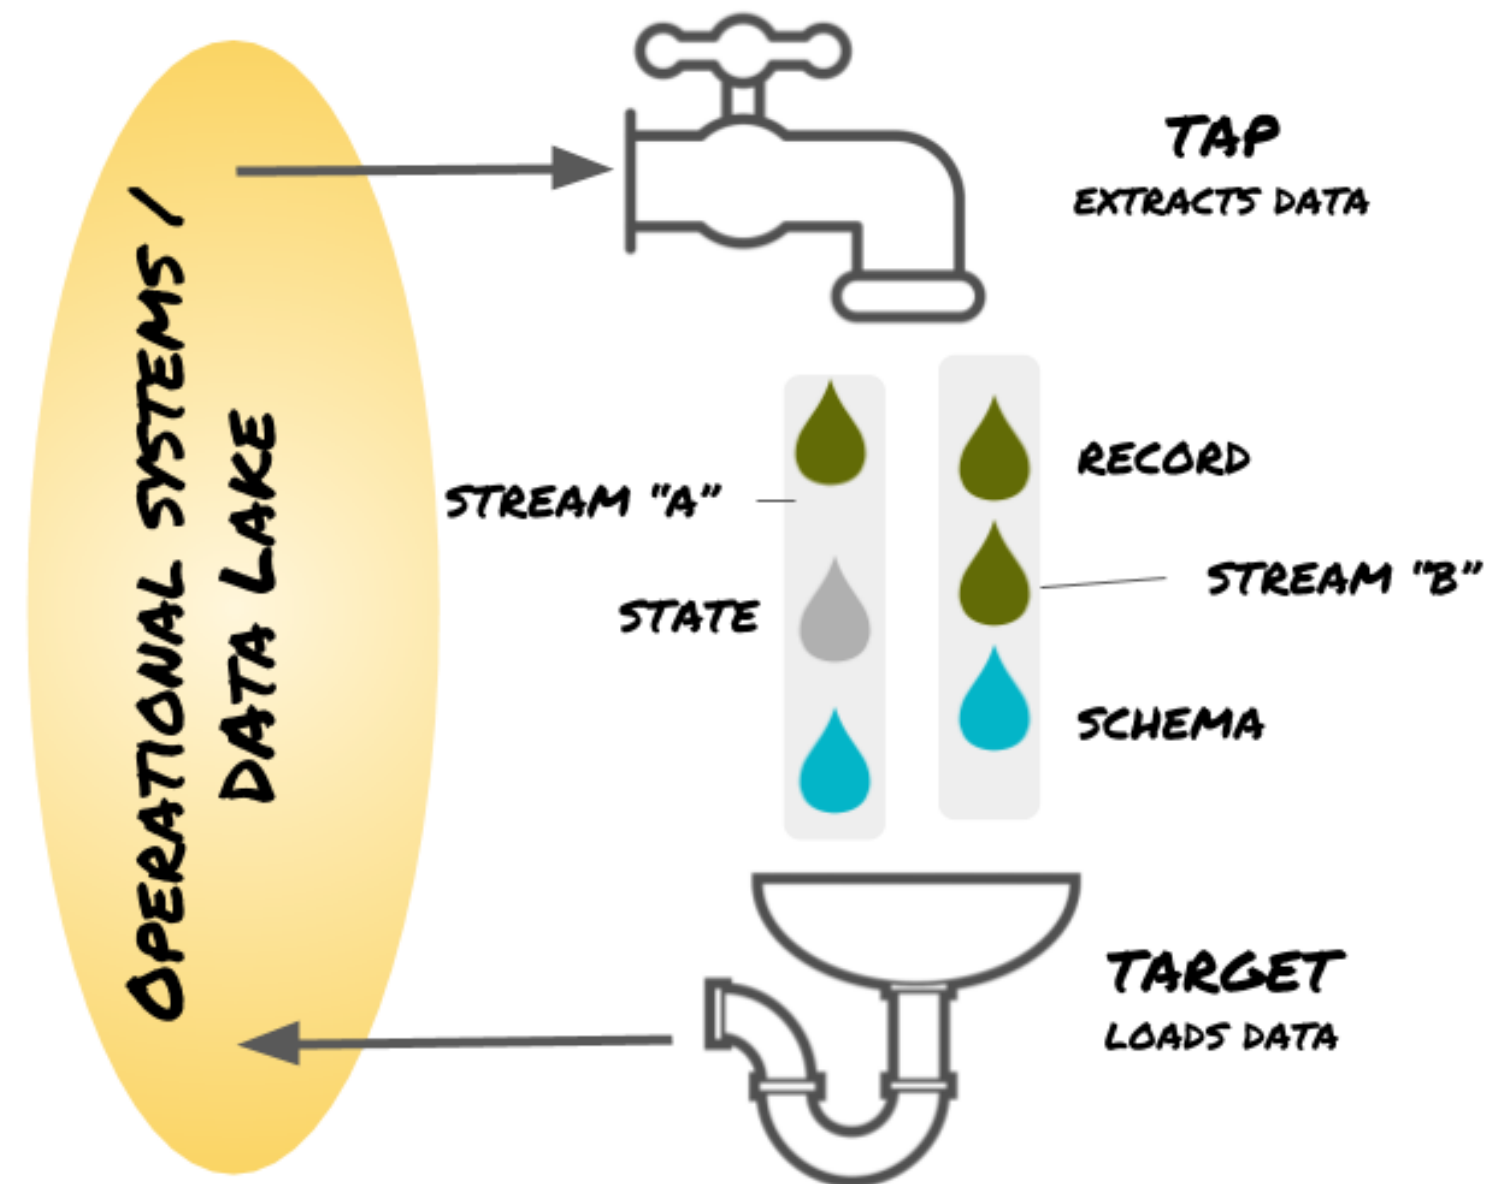 OPERATIONAL SYSTEMS /
DATA LAKE
TAP
EXTRACTS DATA
STREAM "A"
RECORD
STREAM "B"
STATE
SCHEMA
TARGET
LOADS DATA